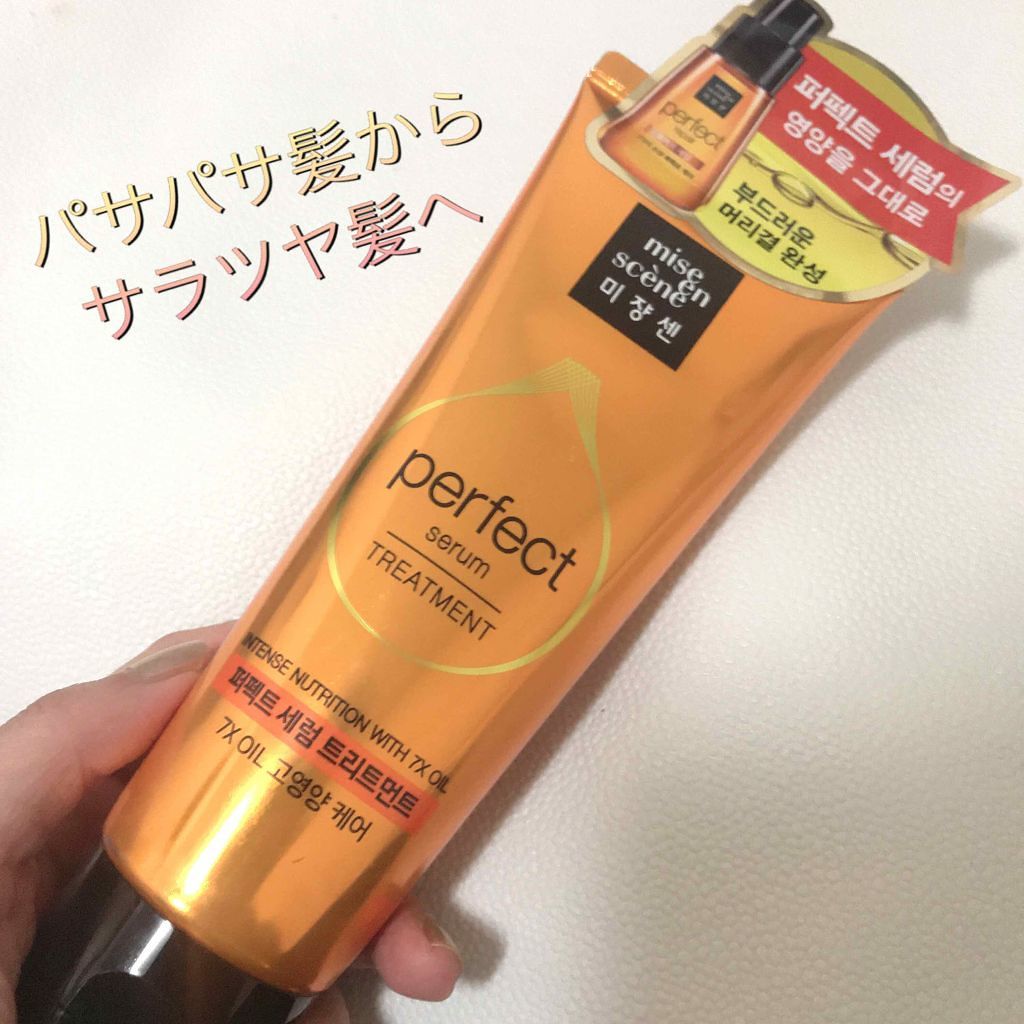 パサパサ髪から
サラツヤ髪へ
퍼펙트 세럼의
영양을 그대로
부드러운
머리결 완성
perfect
mise
en
scène
미쟝센
perfect
serum
TREATMENT
INTENSE NUTRITION WITH 7X OIL
퍼펙트 세럼 트리트먼트
7X OIL 고영양 케어